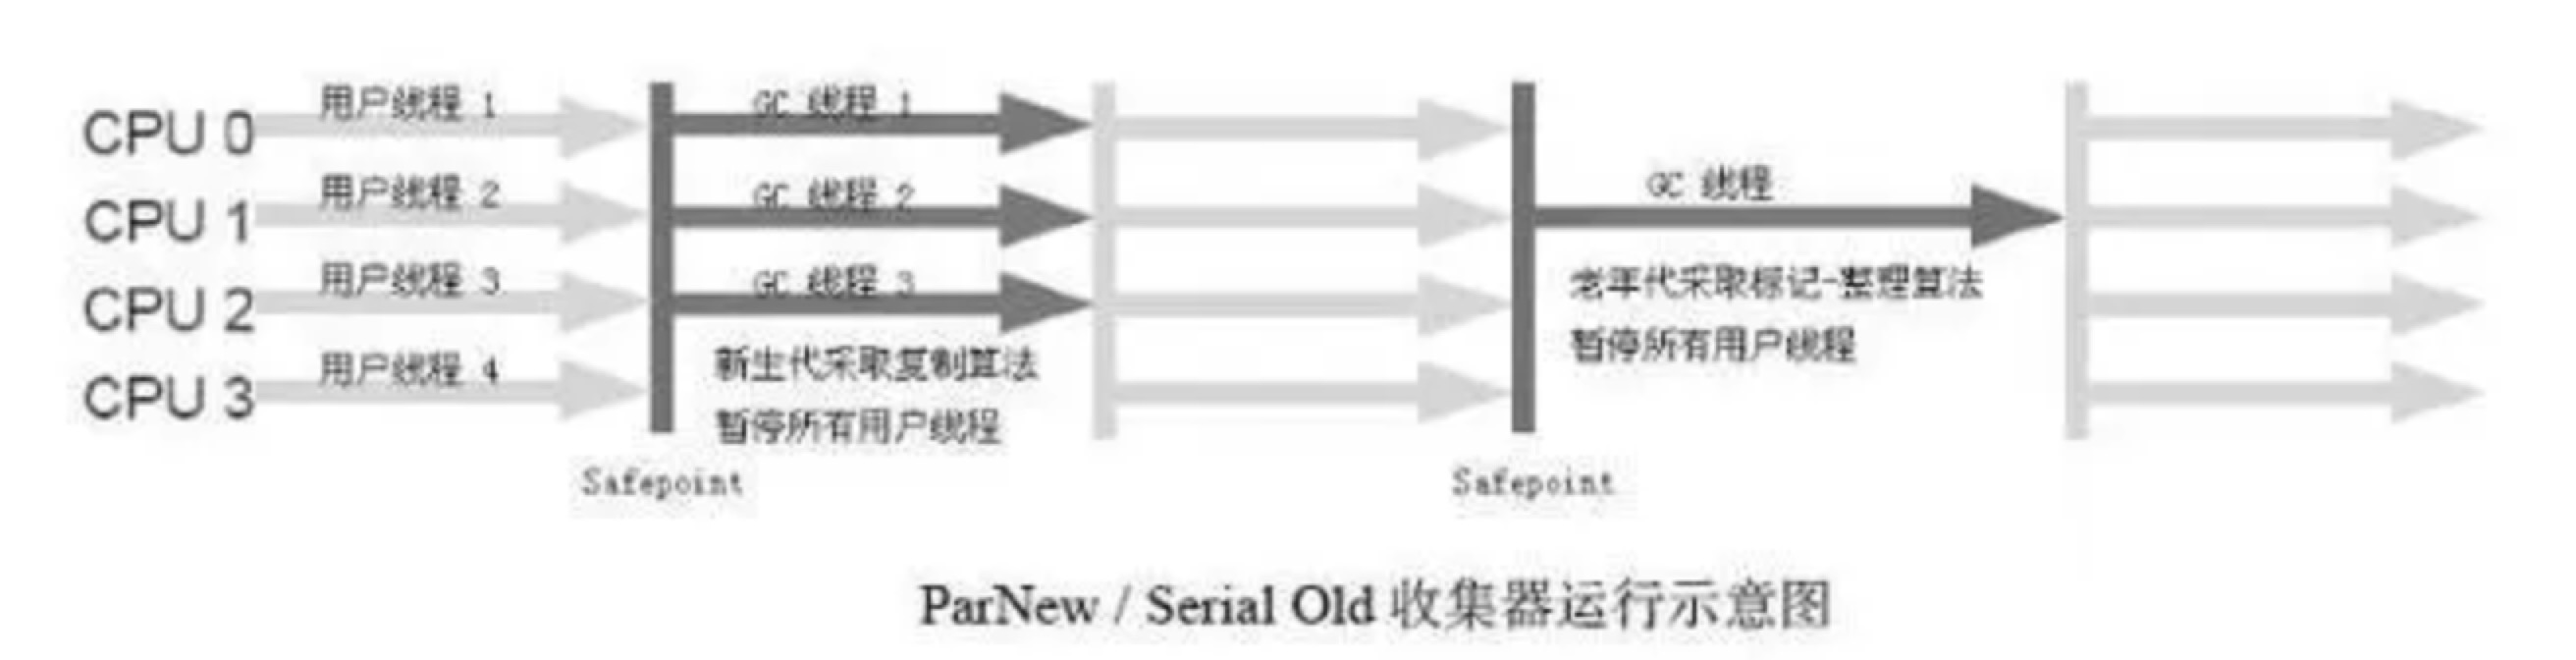 CPU 0 用户线程 1 GC 线程 1
CPU 1 用户线程 2 GC 线程 2 GC 线程
CPU 2 用户线程 3 GC 线程 3 老年代采取标记-整理算法
CPU 3 用户线程 4 新生代采取复制算法 暂停所有用户线程
暂停所有用户线程
Safepoint Safepoint
ParNew / Serial Old 收集器运行示意图